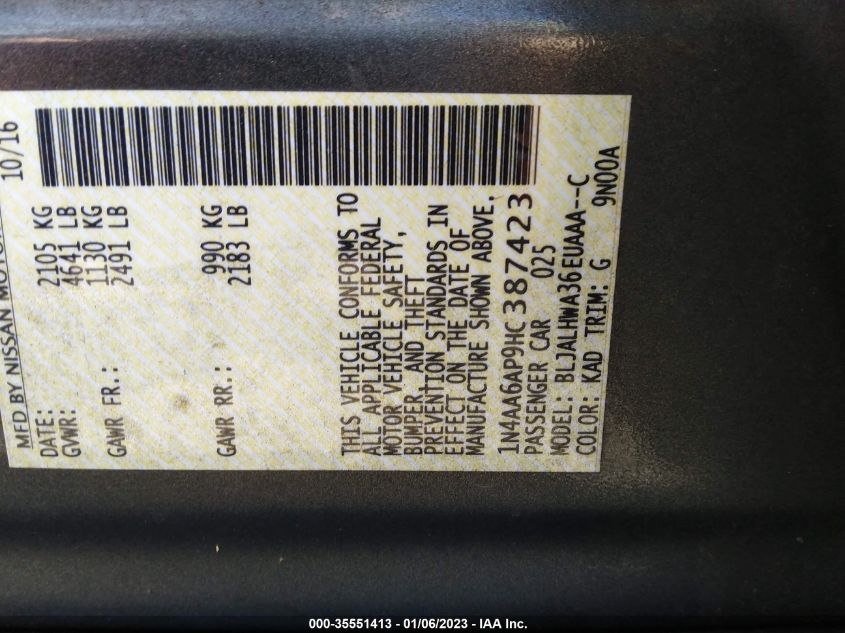 MFD BY NISSAN MOTOR
DATE: 10/16
GVWR: 2105 KG
4641 LB
GAWR FR.: 1130 KG
2491 LB
GAWR RR.: 990 KG
2183 LB
THIS VEHICLE CONFORMS TO
ALL APPLICABLE FEDERAL
MOTOR VEHICLE SAFETY,
BUMPER AND THEFT
PREVENTION STANDARDS IN
EFFECT ON THE DATE OF
MANUFACTURE SHOWN ABOVE.
1N4AA6AP9HC387423
PASSENGER CAR 025
MODEL: BLJALHWA36EUAAA--C
COLOR: KAD TRIM: G 9N00A
000-35551413 - 01/06/2023 - IAA Inc.